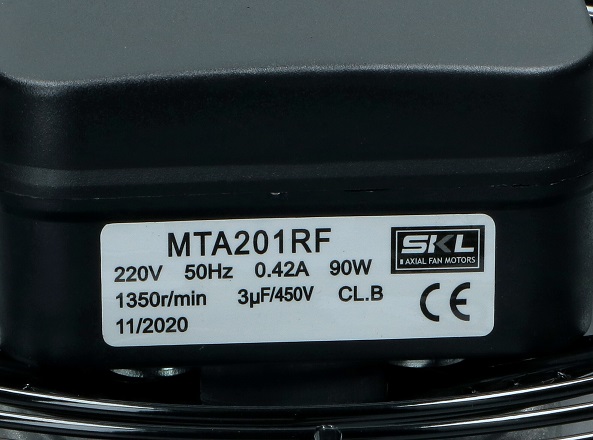 MTA201RF
SKL
AXIAL FAN MOTORS
220V 50Hz 0.42A 90W
1350r/min 3µF/450V CL.B
CE
11/2020